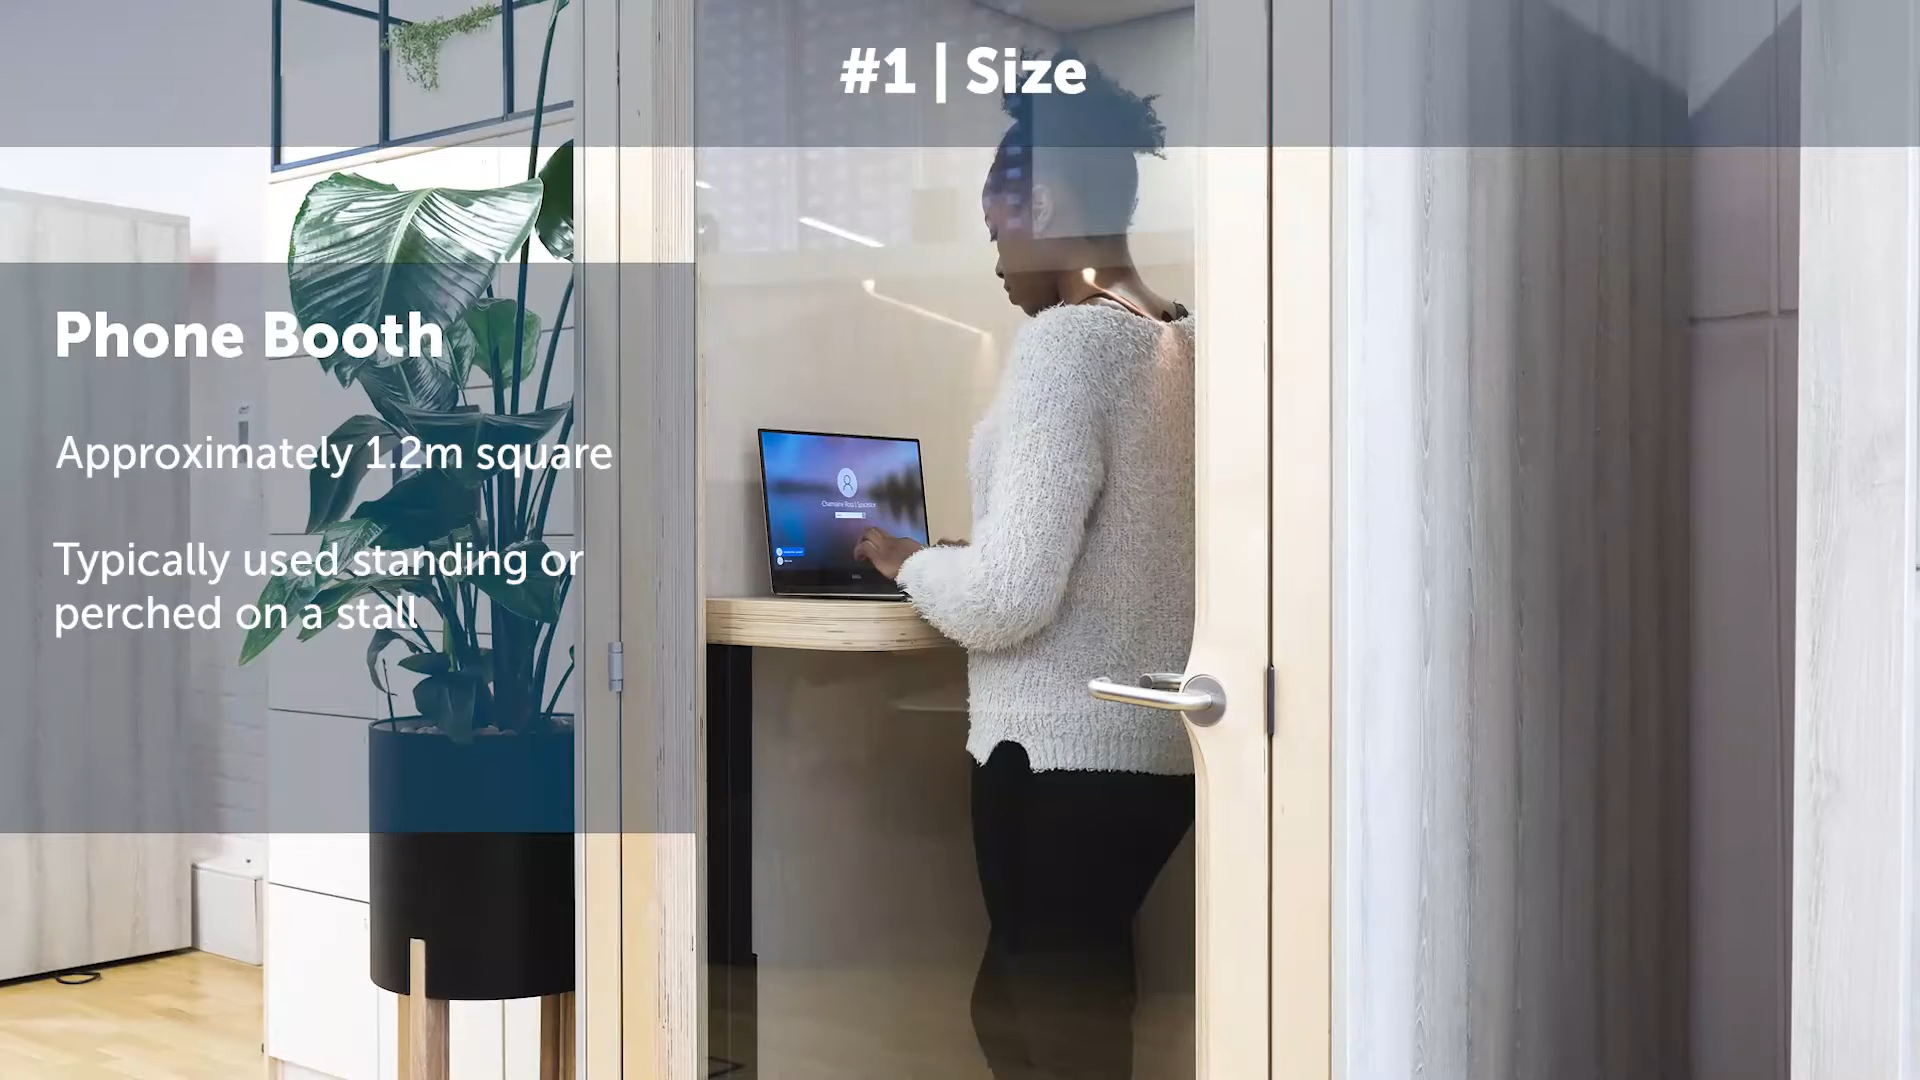 #1 | Size
Phone Booth
Approximately 1.2m square
Typically used standing or
perched on a stall